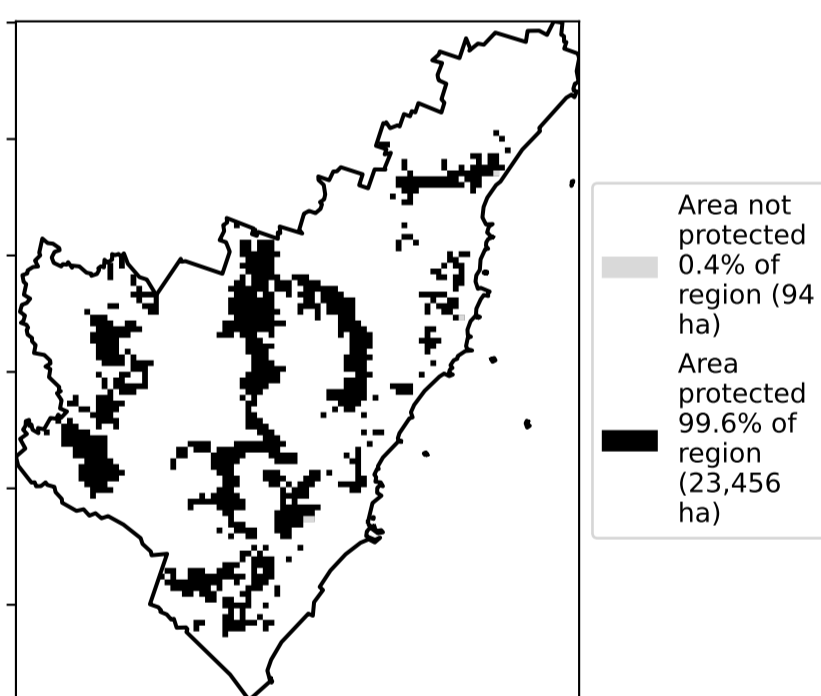 Area not
protected
0.4% of
region (94
ha)
Area
protected
99.6% of
region
(23,456
ha)